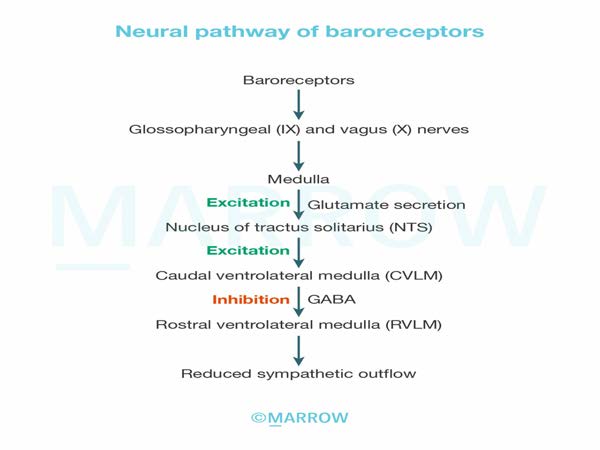 Neural pathway of baroreceptors
Baroreceptors
Glossopharyngeal (IX) and vagus (X) nerves
Medulla
Excitation Glutamate secretion
Nucleus of tractus solitarius (NTS)
Excitation
Caudal ventrolateral medulla (CVLM)
Inhibition GABA
Rostral ventrolateral medulla (RVLM)
Reduced sympathetic outflow
©MARROW
MARROW